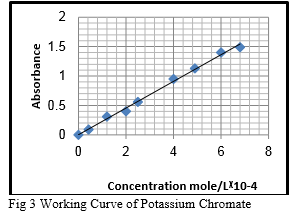 2
1.5
1
0.5
0
Absorbance
0 2 4 6 8
Concentration mole/LX10-4
Fig 3 Working Curve of Potassium Chromate